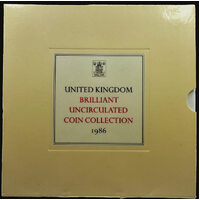 UNITED KINGDOM
BRILLIANT
UNCIRCULATED
COIN COLLECTION
1986